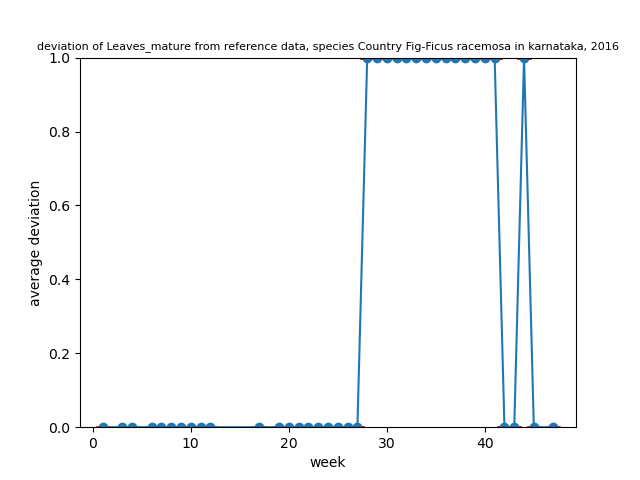 deviation of Leaves_mature from reference data, species Country Fig-Ficus racemosa in karnataka, 2016
1.0
0.8
0.6
0.4
0.2
0.0
average deviation
0 10 20 30 40
week